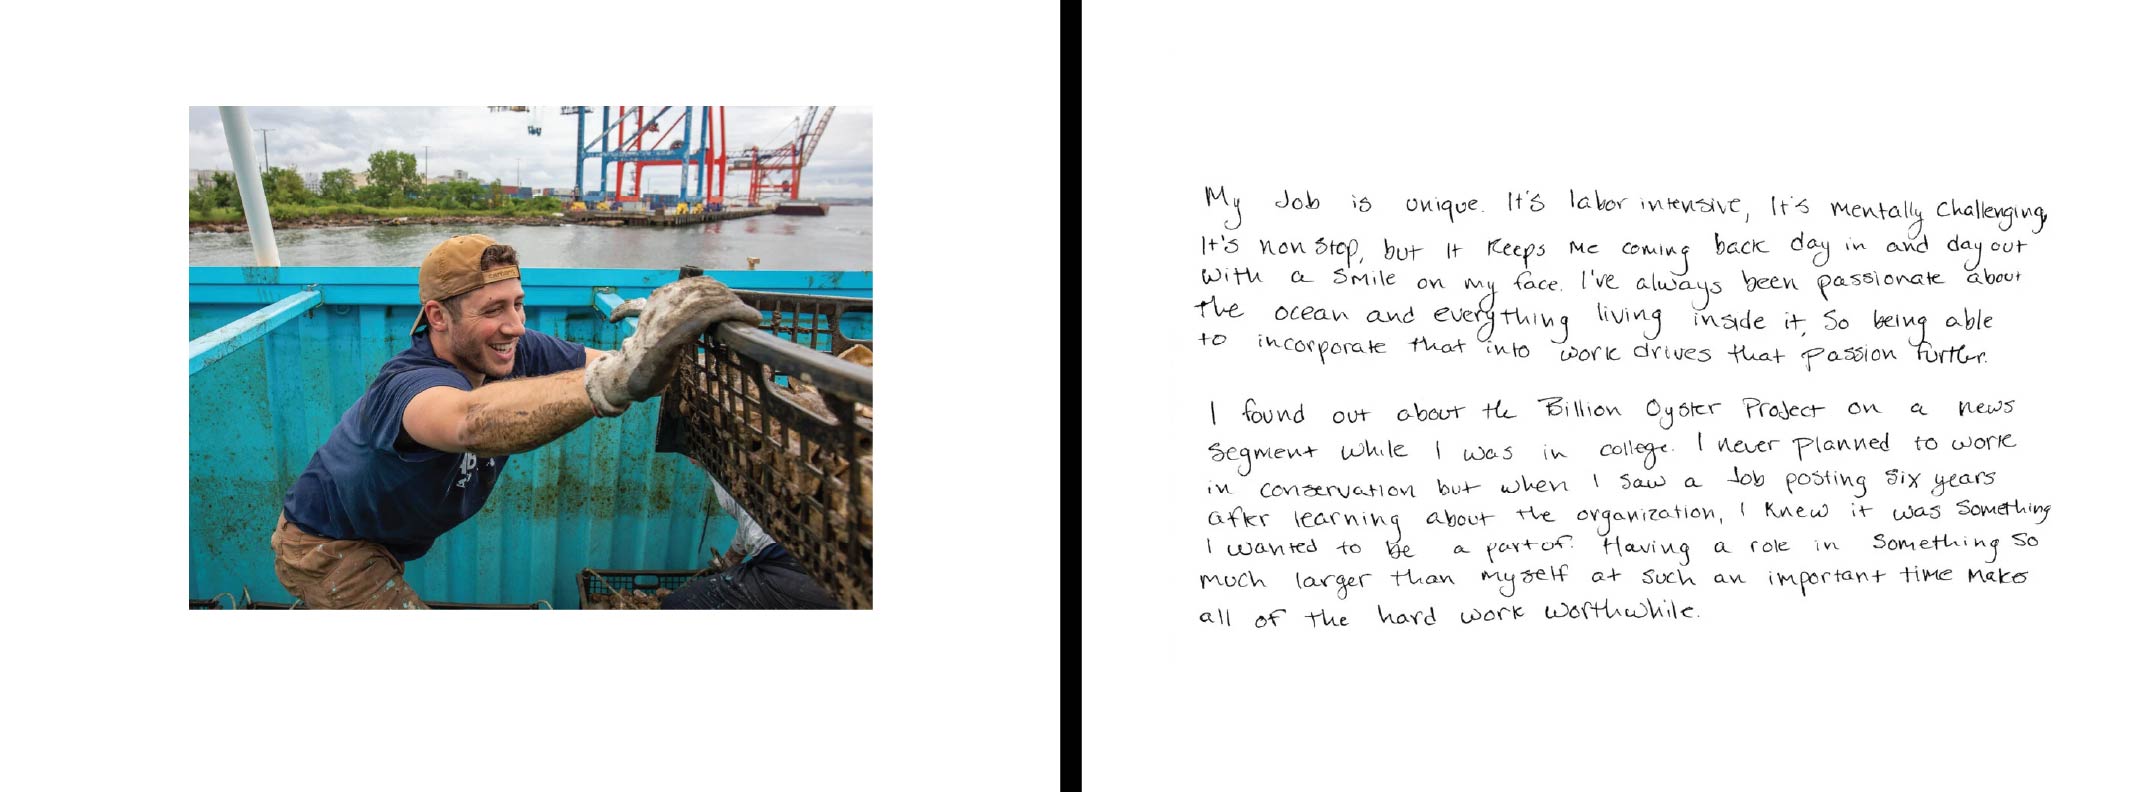 carhartt
My Job is unique. It's labor intensive, It's mentally challenging,
It's non stop, but it keeps me coming back day in and day out
with a smile on my face. I've always been passionate about
the ocean and everything living inside it, So being able
to incorporate that into work drives that passion further.
I found out about the Billion Oyster Project on a news
segment while I was in college. I never planned to work
in conservation but when I saw a Job posting six years
after learning about the organization, I knew it was something
I wanted to be a part of. Having a role in something so
much larger than myself at such an important time makes
all of the hard work worthwhile.